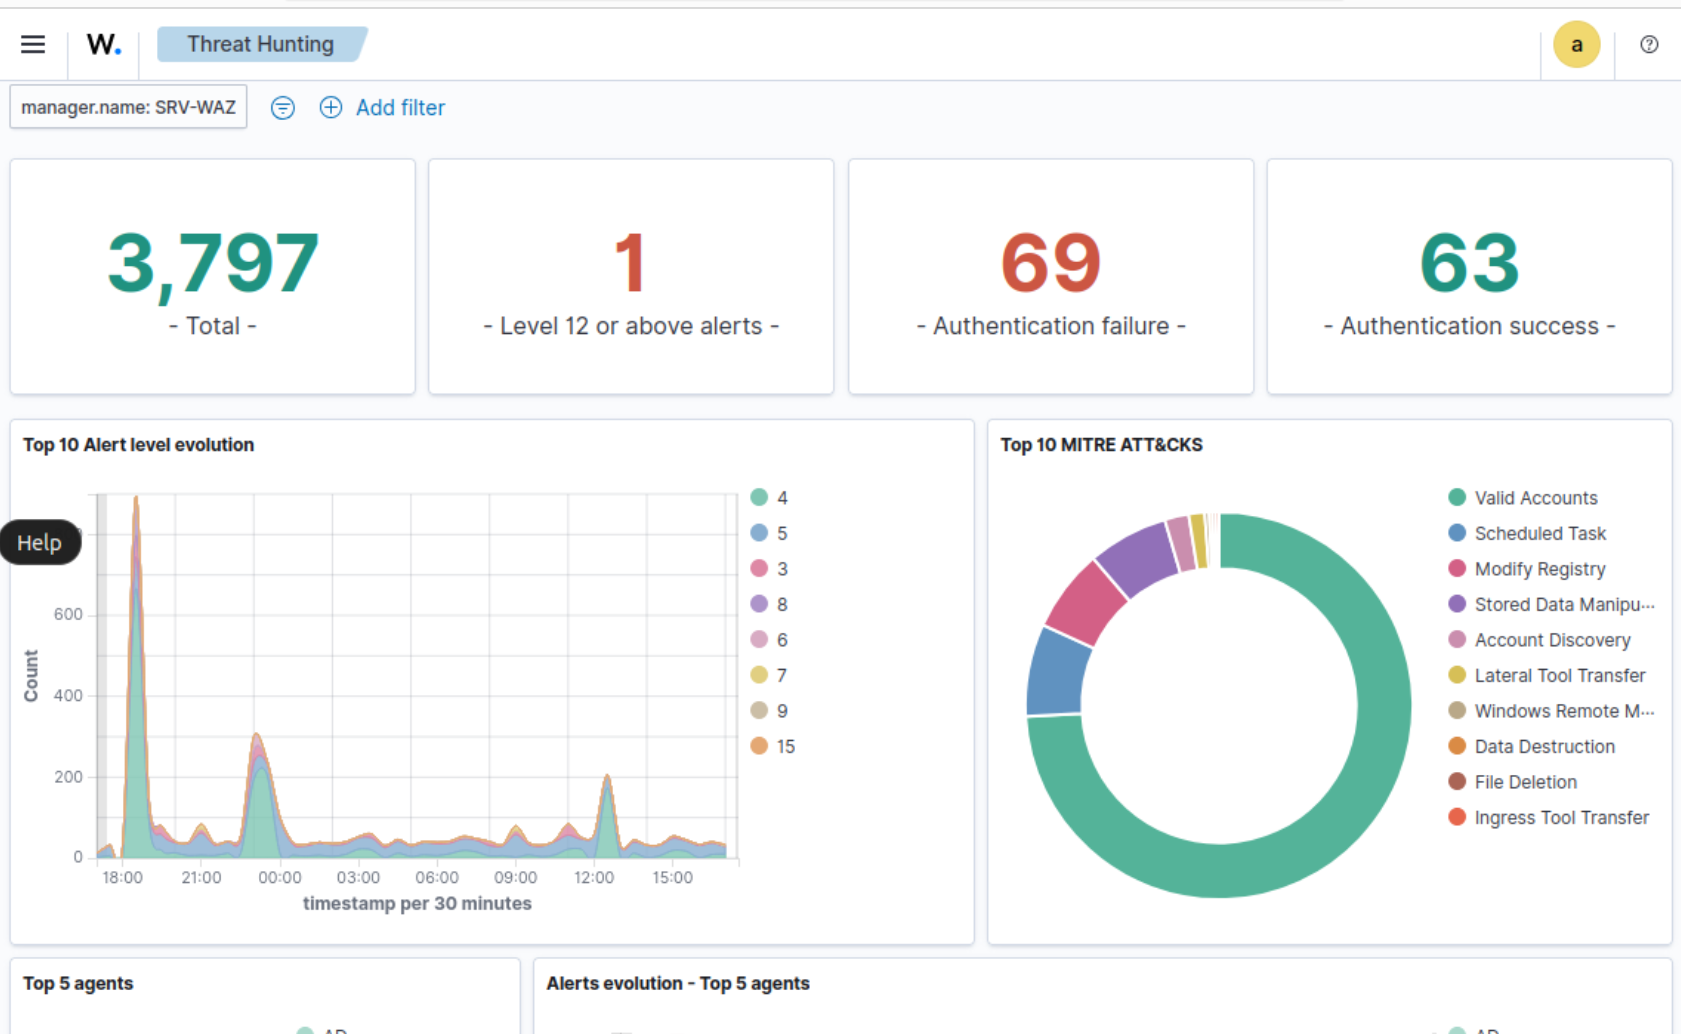 W. Threat Hunting a
manager.name: SRV-WAZ Add filter
3,797
- Total -
1
- Level 12 or above alerts -
69
- Authentication failure -
63
- Authentication success -
Top 10 Alert level evolution
Help
Count
600
400
200
0
18:00 21:00 00:00 03:00 06:00 09:00 12:00 15:00
timestamp per 30 minutes
4
5
3
8
6
7
9
15
Top 10 MITRE ATT&CKS
Valid Accounts
Scheduled Task
Modify Registry
Stored Data Manipu...
Account Discovery
Lateral Tool Transfer
Windows Remote M...
Data Destruction
File Deletion
Ingress Tool Transfer
Top 5 agents
Alerts evolution - Top 5 agents